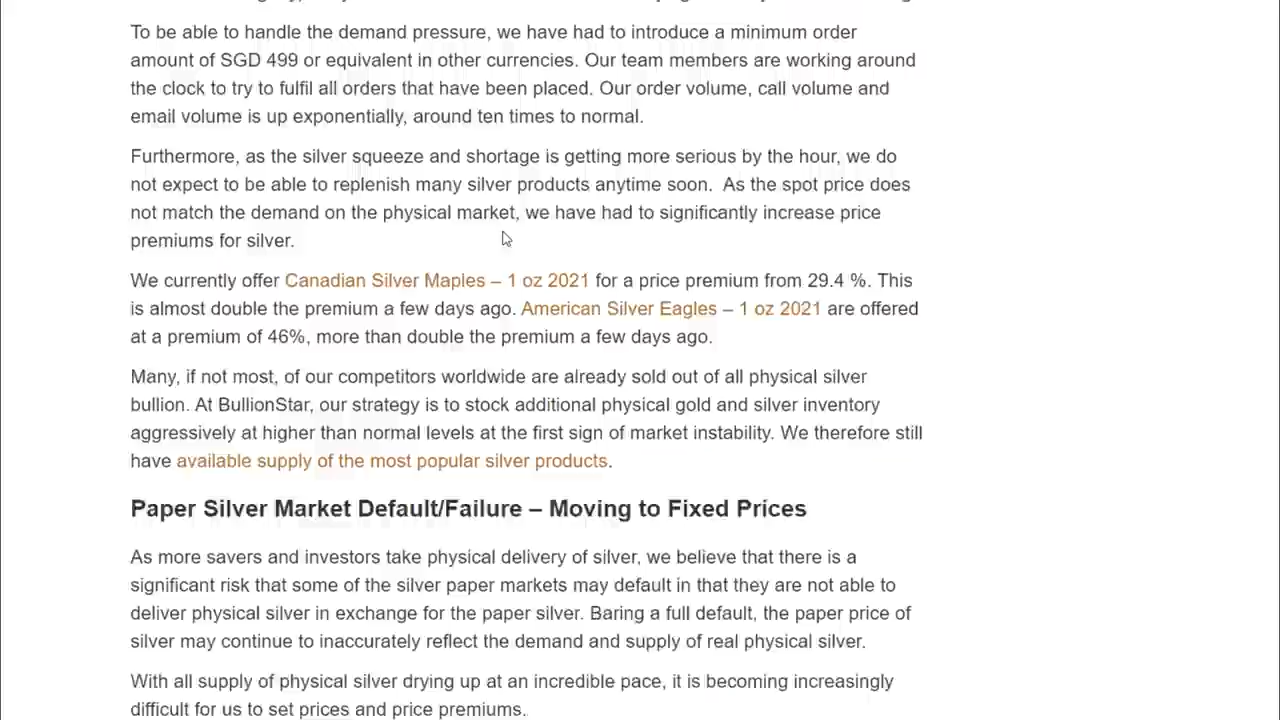 To be able to handle the demand pressure, we have had to introduce a minimum order
amount of SGD 499 or equivalent in other currencies. Our team members are working around
the clock to try to fulfil all orders that have been placed. Our order volume, call volume and
email volume is up exponentially, around ten times to normal.
Furthermore, as the silver squeeze and shortage is getting more serious by the hour, we do
not expect to be able to replenish many silver products anytime soon.  As the spot price does
not match the demand on the physical market, we have had to significantly increase price
premiums for silver.
We currently offer Canadian Silver Maples – 1 oz 2021 for a price premium from 29.4 %. This
is almost double the premium a few days ago. American Silver Eagles – 1 oz 2021 are offered
at a premium of 46%, more than double the premium a few days ago.
Many, if not most, of our competitors worldwide are already sold out of all physical silver
bullion. At BullionStar, our strategy is to stock additional physical gold and silver inventory
aggressively at higher than normal levels at the first sign of market instability. We therefore still
have available supply of the most popular silver products.
Paper Silver Market Default/Failure – Moving to Fixed Prices
As more savers and investors take physical delivery of silver, we believe that there is a
significant risk that some of the silver paper markets may default in that they are not able to
deliver physical silver in exchange for the paper silver. Baring a full default, the paper price of
silver may continue to inaccurately reflect the demand and supply of real physical silver.
With all supply of physical silver drying up at an incredible pace, it is becoming increasingly
difficult for us to set prices and price premiums.